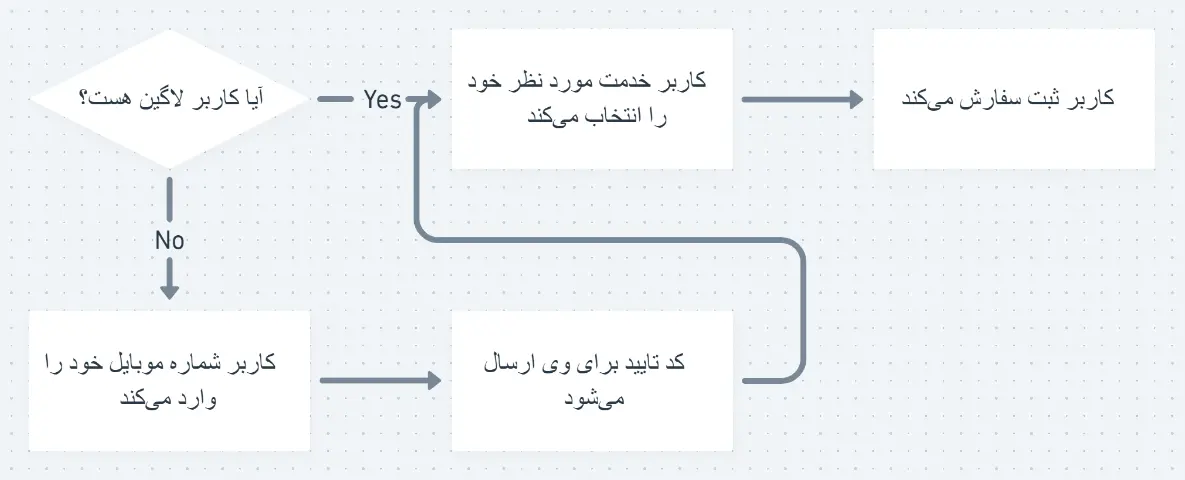 آیا کاربر لاگین هست؟
Yes
کاربر خدمت مورد نظر خود
را انتخاب می‌کند
کاربر ثبت سفارش می‌کند
No
کاربر شماره موبایل خود را
وارد می‌کند
کد تایید برای وی ارسال
می‌شود